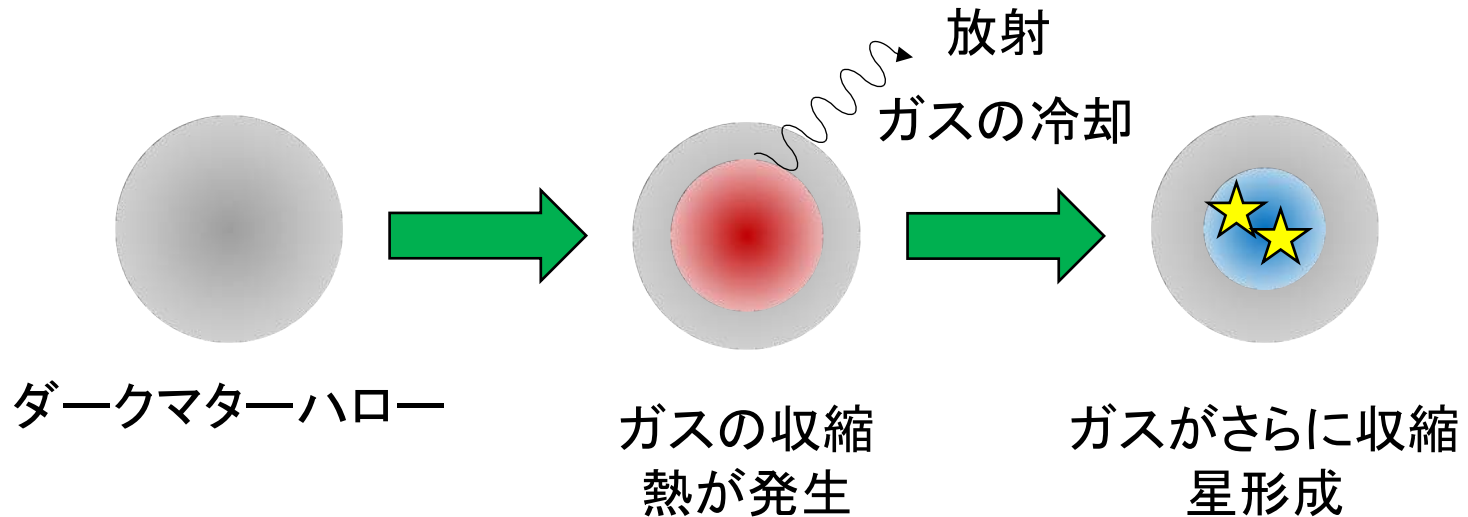 放射
ガスの冷却
ダークマターハロー
ガスの収縮
熱が発生
ガスがさらに収縮
星形成